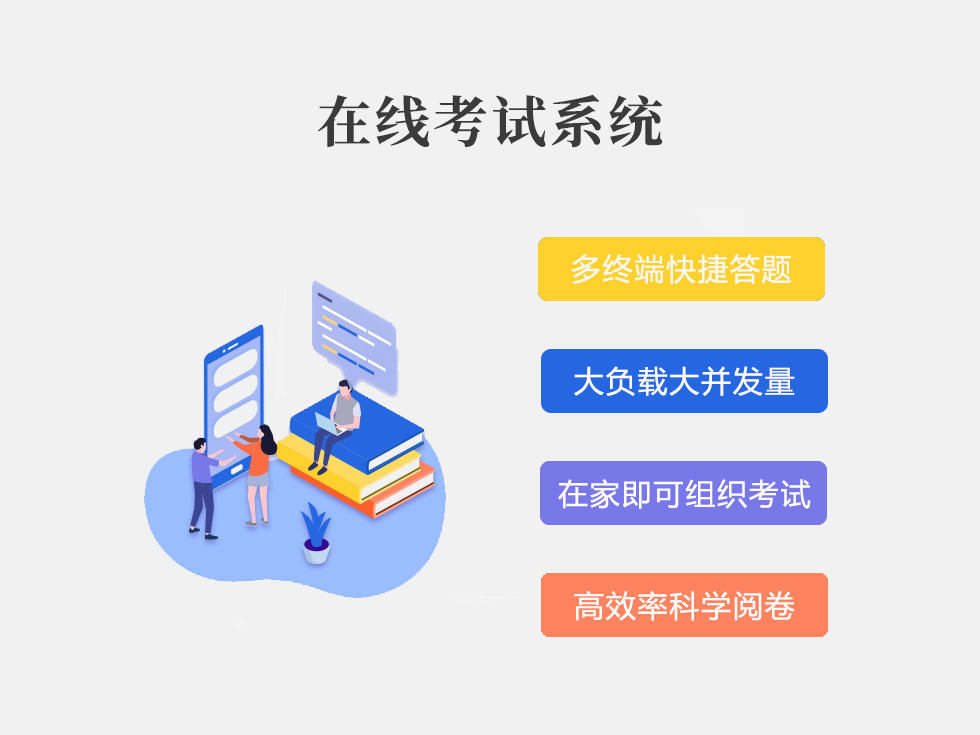 在线考试系统
多终端快捷答题
大负载大并发量
在家即可组织考试
高效率科学阅卷